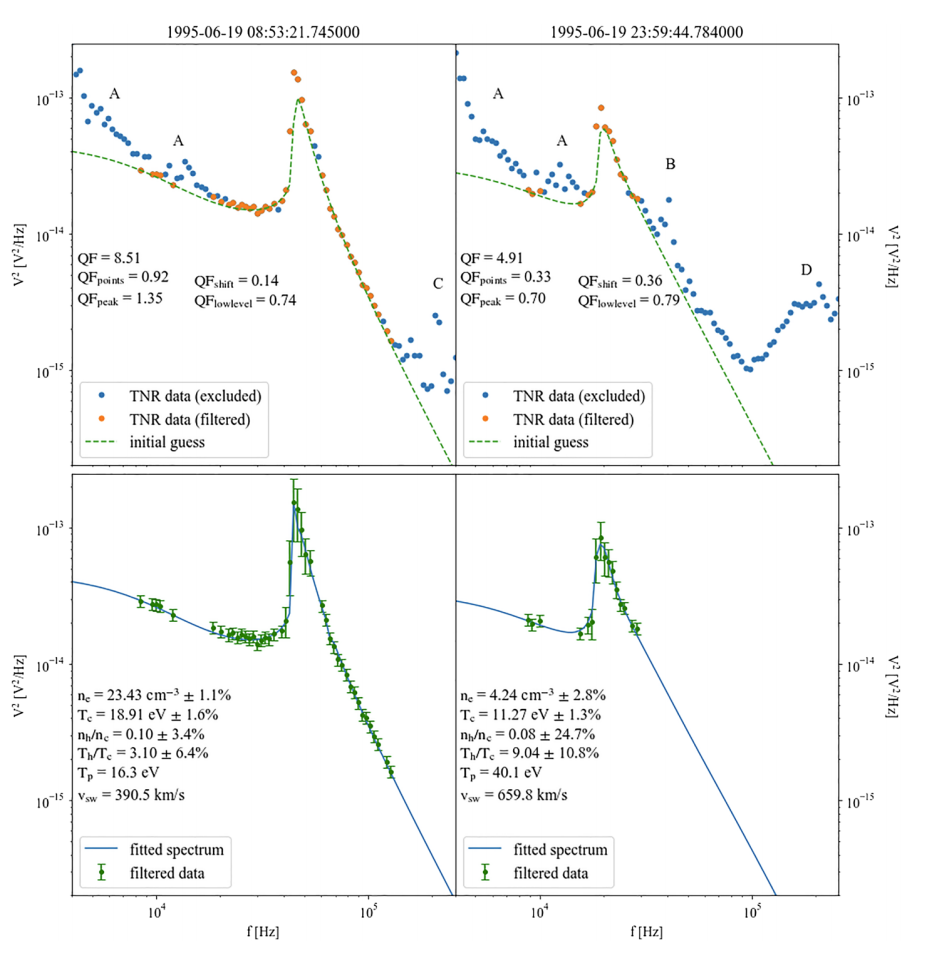 1995-06-19 08:53:21.745000
1995-06-19 23:59:44.784000
V² [V²/Hz]
10⁻¹³
10⁻¹⁴
10⁻¹⁵
A
A
C
QF = 8.51
QFpoints = 0.92
QFshift = 0.14
QFpeak = 1.35
QFlowlevel = 0.74
TNR data (excluded)
TNR data (filtered)
initial guess
A
A
B
D
QF = 4.91
QFpoints = 0.33
QFshift = 0.36
QFpeak = 0.70
QFlowlevel = 0.79
TNR data (excluded)
TNR data (filtered)
initial guess
10⁻¹³
10⁻¹⁴
10⁻¹⁵
V² [V²/Hz]
V² [V²/Hz]
10⁻¹³
10⁻¹⁴
10⁻¹⁵
nₑ = 23.43 cm⁻³ ± 1.1%
T꜀ = 18.91 eV ± 1.6%
nₕ/n꜀ = 0.10 ± 3.4%
Tₕ/T꜀ = 3.10 ± 6.4%
Tₚ = 16.3 eV
vsw = 390.5 km/s
fitted spectrum
filtered data
10⁴
10⁵
f [Hz]
nₑ = 4.24 cm⁻³ ± 2.8%
T꜀ = 11.27 eV ± 1.3%
nₕ/n꜀ = 0.08 ± 24.7%
Tₕ/T꜀ = 9.04 ± 10.8%
Tₚ = 40.1 eV
vsw = 659.8 km/s
fitted spectrum
filtered data
10⁻¹³
10⁻¹⁴
10⁻¹⁵
V² [V²/Hz]
10⁴
10⁵
f [Hz]